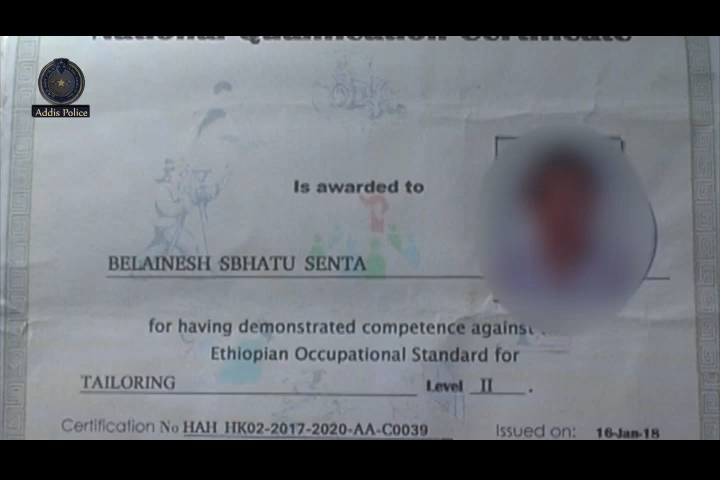 National Qualification Certificate
Addis Police
Is awarded to
BELAINESH SBHATU SENTA
for having demonstrated competence against
Ethiopian Occupational Standard for
TAILORING Level II .
Certification No HAH HK02-2017-2020-AA-C0039 Issued on: 16-Jan-18